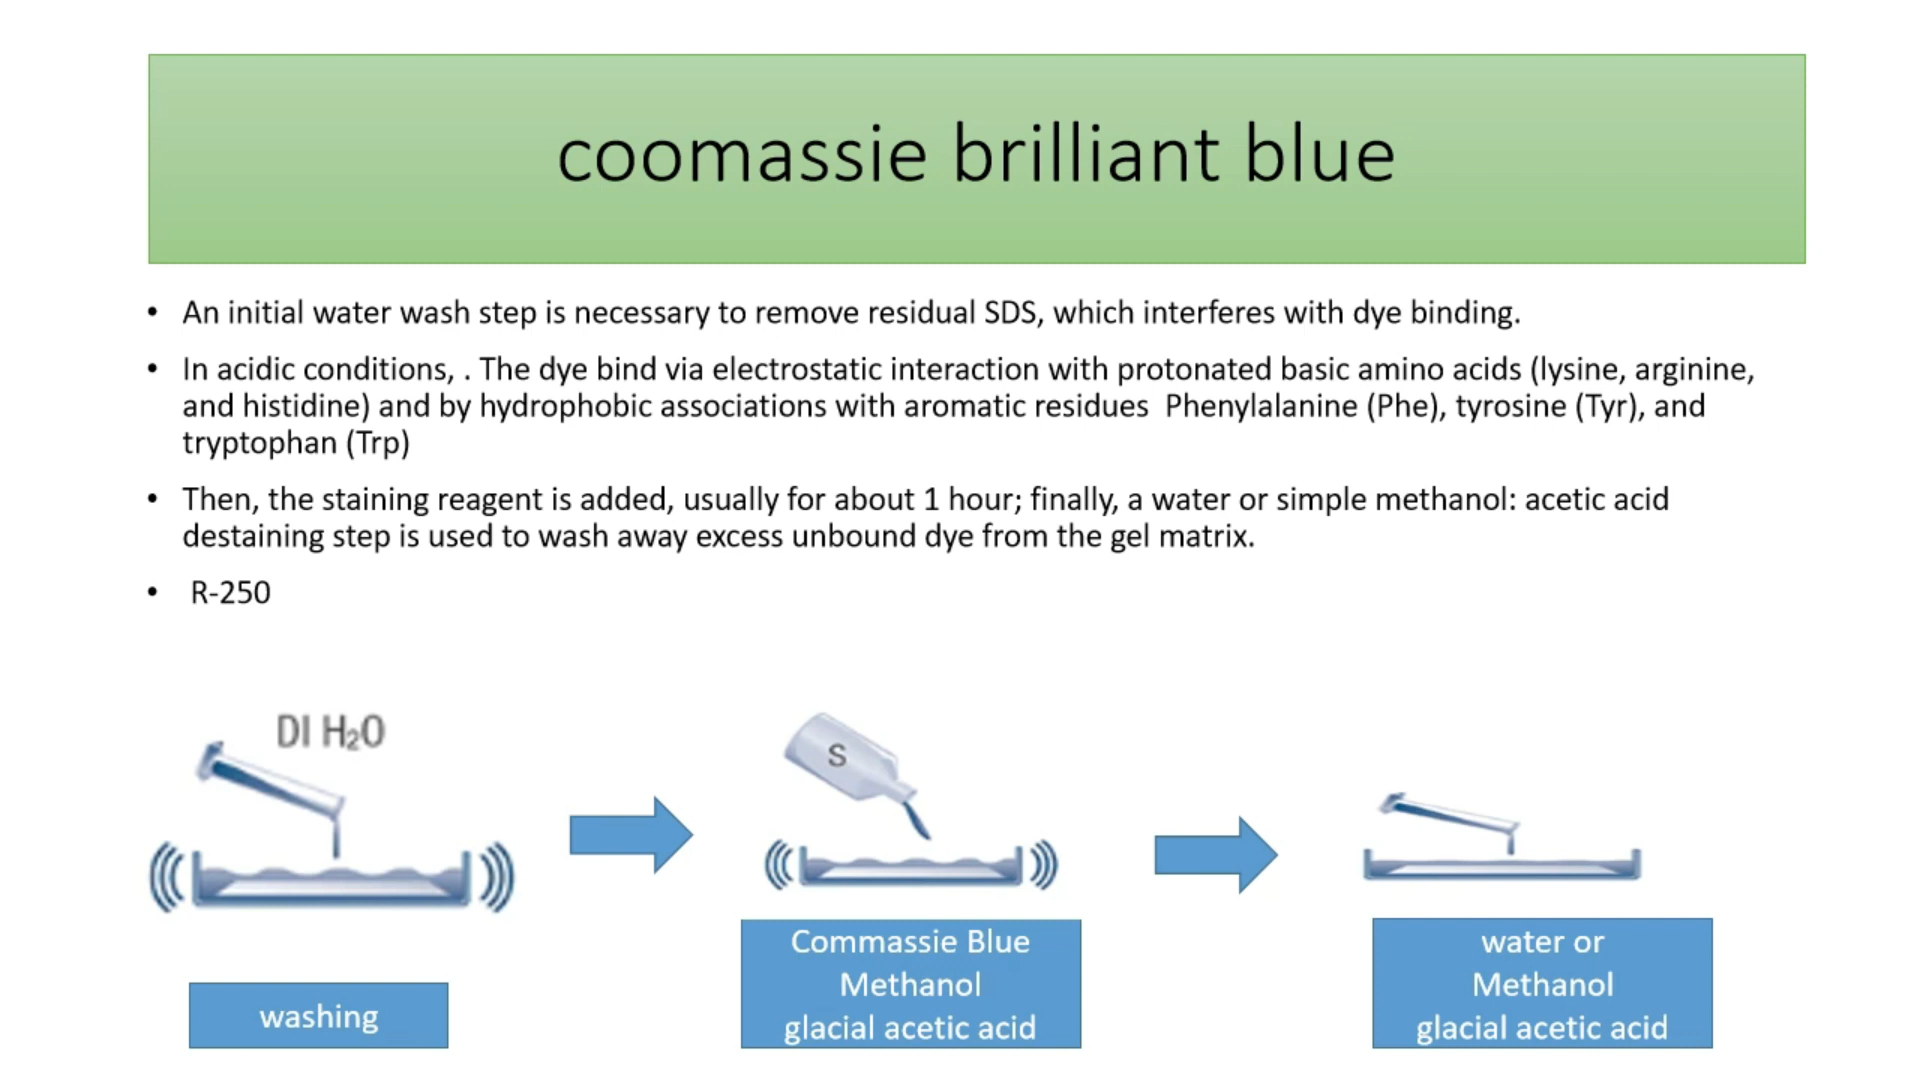 coomassie brilliant blue
• An initial water wash step is necessary to remove residual SDS, which interferes with dye binding.
• In acidic conditions, . The dye bind via electrostatic interaction with protonated basic amino acids (lysine, arginine,
and histidine) and by hydrophobic associations with aromatic residues  Phenylalanine (Phe), tyrosine (Tyr), and
tryptophan (Trp)
• Then, the staining reagent is added, usually for about 1 hour; finally, a water or simple methanol: acetic acid
destaining step is used to wash away excess unbound dye from the gel matrix.
• R-250
DI H₂O
S
washing
Commassie Blue
Methanol
glacial acetic acid
water or
Methanol
glacial acetic acid